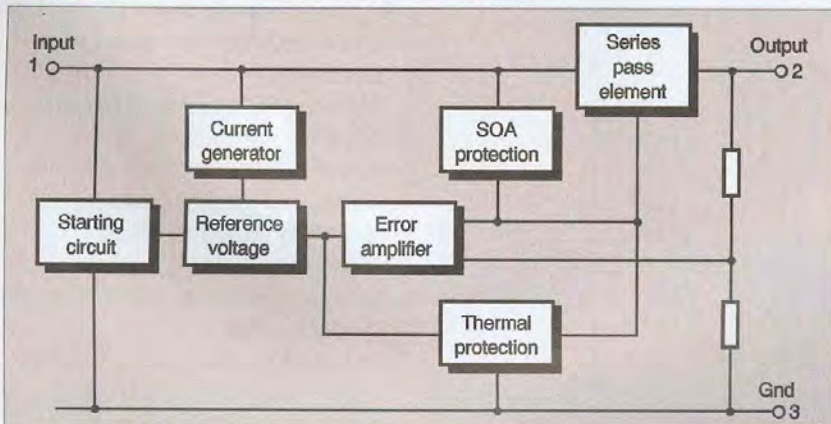 Input
1
Series
pass
element
Output
2
Current
generator
SOA
protection
Starting
circuit
Reference
voltage
Error
amplifier
Thermal
protection
Gnd
3